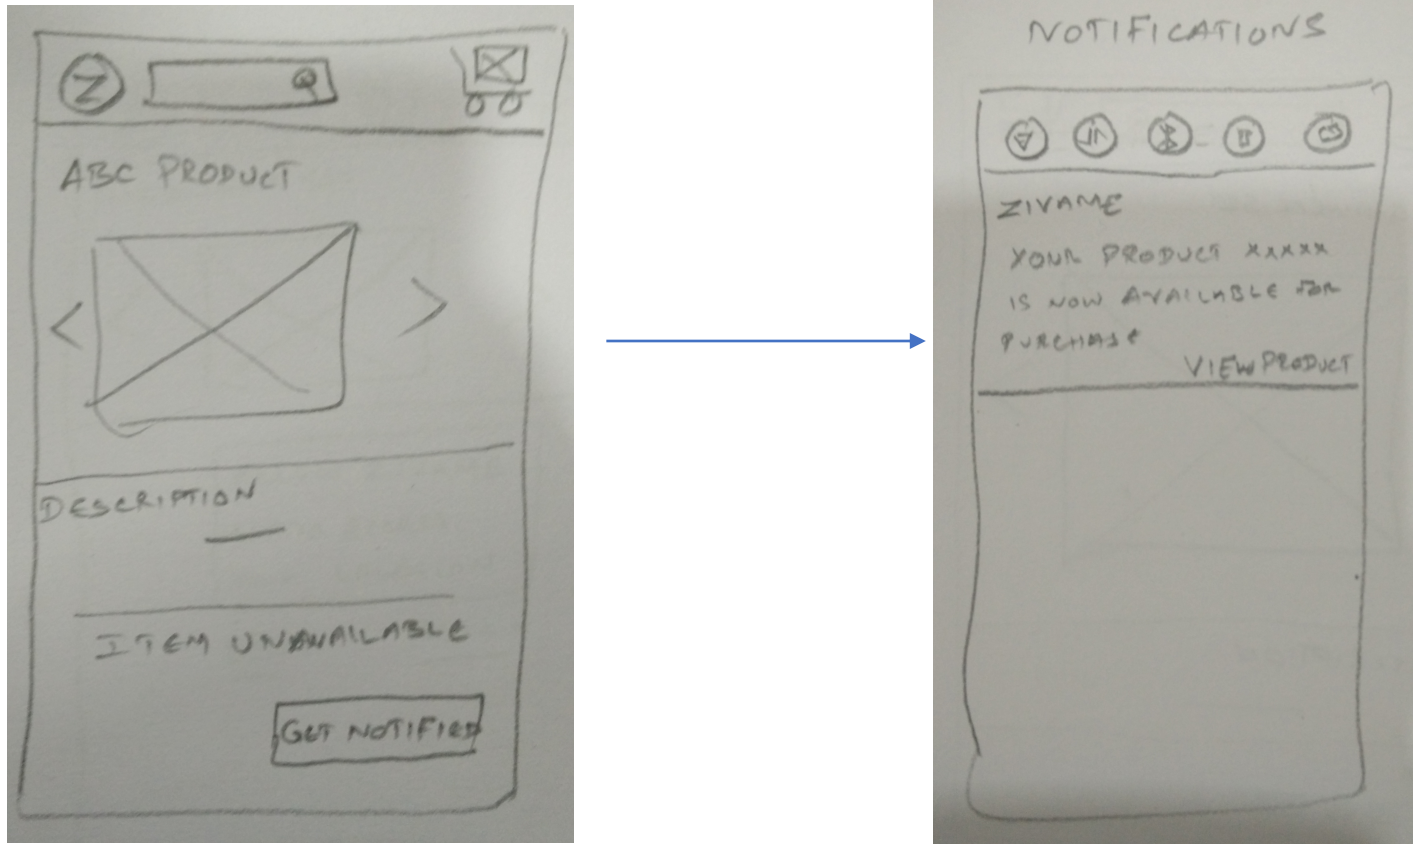 Z
ABC PRODUCT
DESCRIPTION
ITEM UNAVAILABLE
GET NOTIFIED
NOTIFICATIONS
ZIVAME
YOUR PRODUCT XXXXX
IS NOW AVAILABLE FOR
PURCHASE
VIEW PRODUCT